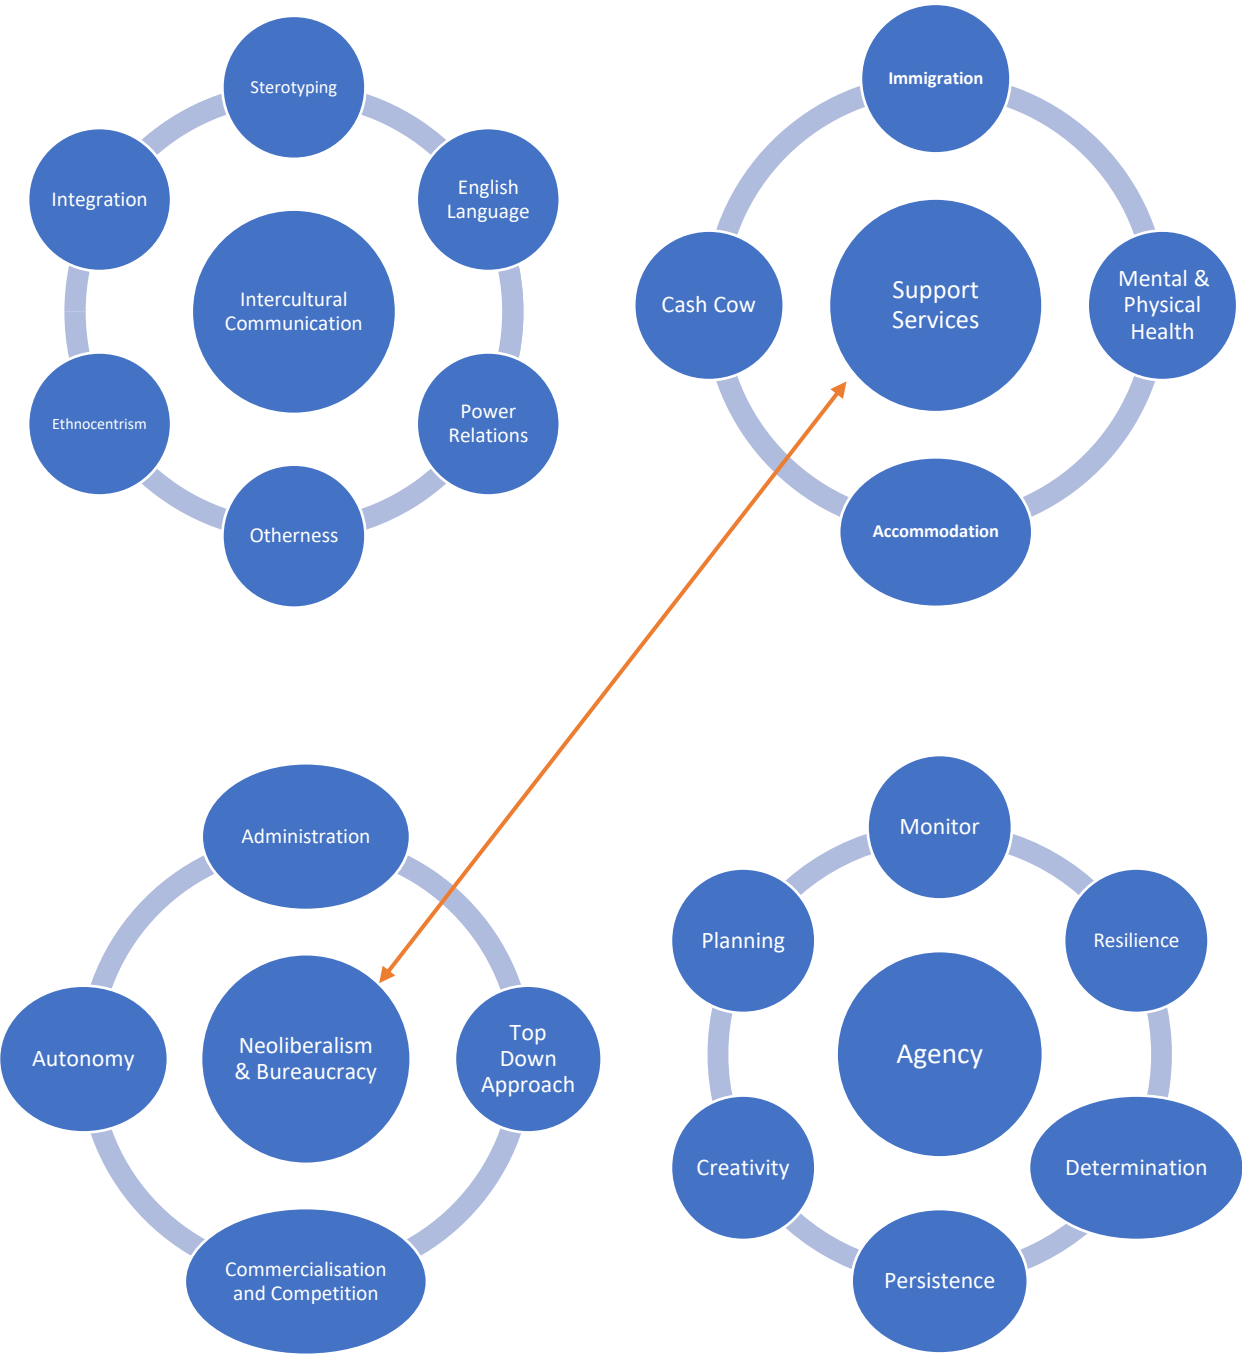 Sterotyping
English
Language
Power
Relations
Otherness
Ethnocentrism
Integration
Intercultural
Communication
Immigration
Mental &
Physical
Health
Accommodation
Cash Cow
Support
Services
Administration
Top
Down
Approach
Commercialisation
and Competition
Autonomy
Neoliberalism
& Bureaucracy
Monitor
Resilience
Determination
Persistence
Creativity
Planning
Agency